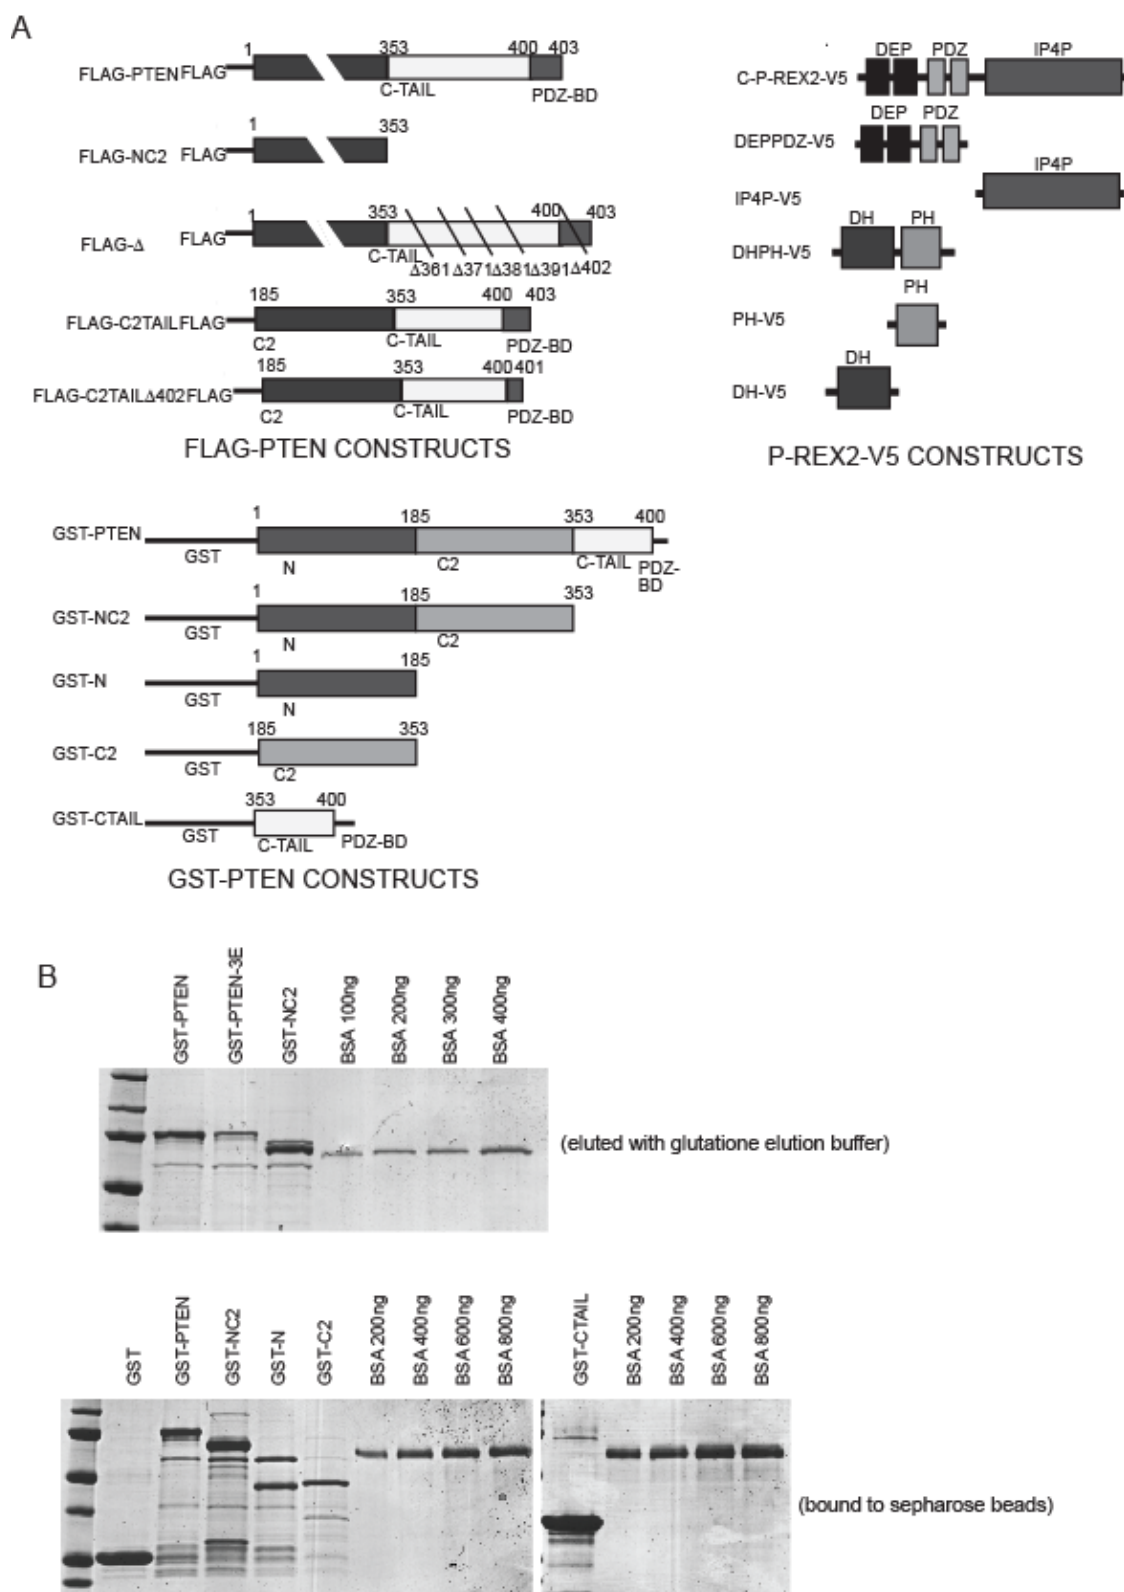 A
1 353 400 403
FLAG-PTEN FLAG
C-TAIL PDZ-BD
1 353
FLAG-NC2 FLAG
1 353 400 403
FLAG-Δ FLAG
C-TAIL Δ361 Δ371 Δ381 Δ391 Δ402
185 353 400 403
FLAG-C2TAIL FLAG
C2 C-TAIL PDZ-BD
185 353 400 401
FLAG-C2TAILΔ402 FLAG
C2 C-TAIL PDZ-BD
FLAG-PTEN CONSTRUCTS
DEP PDZ IP4P
C-P-REX2-V5
DEP PDZ
DEPPDZ-V5
IP4P
IP4P-V5
DH PH
DHPH-V5
PH
PH-V5
DH
DH-V5
P-REX2-V5 CONSTRUCTS
1 185 353 400
GST-PTEN
GST N C2 C-TAIL PDZ-
BD
1 185 353
GST-NC2
GST N C2
1 185
GST-N
GST N
185 353
GST-C2
GST C2
353 400
GST-CTAIL
GST C-TAIL PDZ-BD
GST-PTEN CONSTRUCTS
B
GST-PTEN
GST-PTEN-3E
GST-NC2
BSA 100ng
BSA 200ng
BSA 300ng
BSA 400ng
(eluted with glutatione elution buffer)
GST
GST-PTEN
GST-NC2
GST-N
GST-C2
BSA 200ng
BSA 400ng
BSA 600ng
BSA 800ng
GST-CTAIL
BSA 200ng
BSA 400ng
BSA 600ng
BSA 800ng
(bound to sepharose beads)